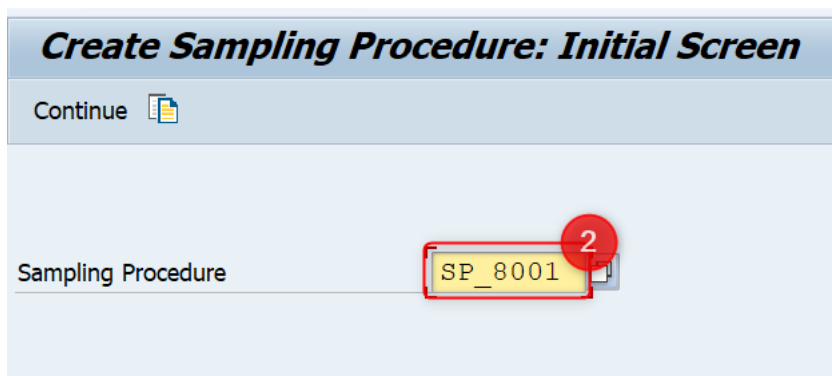 Create Sampling Procedure: Initial Screen
Continue
2
Sampling Procedure SP_8001